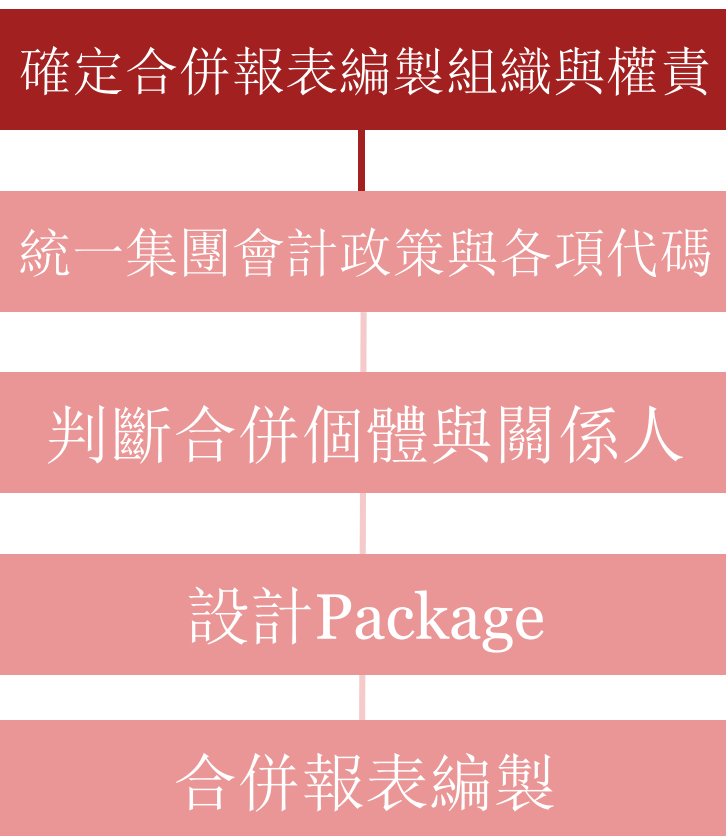 確定合併報表編製組織與權責
統一集團會計政策與各項代碼
判斷合併個體與關係人
設計Package
合併報表編製